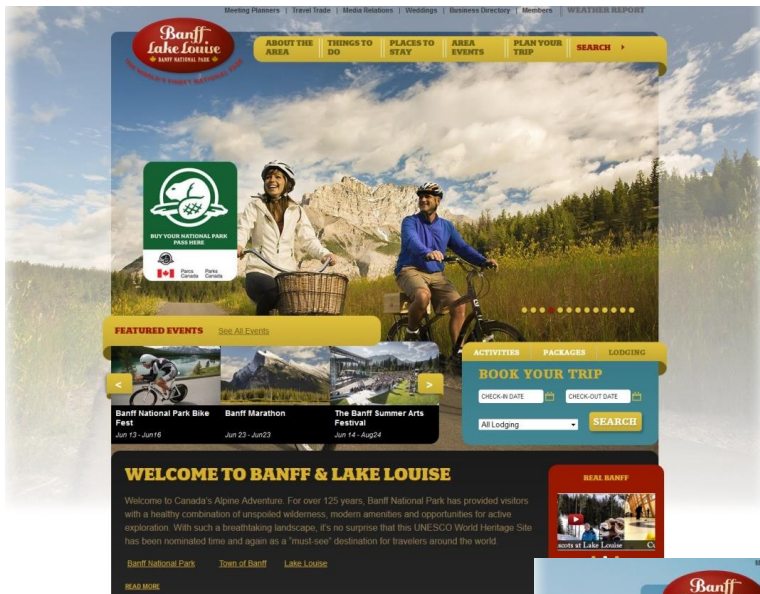 Meeting Planners | Travel Trade | Media Relations | Weddings | Business Directory | Members | WEATHER REPORT
Banff
Lake Louise
BANFF NATIONAL PARK
THE WORLD'S FINEST NATIONAL PARK
ABOUT THE AREA
THINGS TO DO
PLACES TO STAY
AREA EVENTS
PLAN YOUR TRIP
SEARCH
BUY YOUR NATIONAL PARK
PASS HERE
Parcs Canada
Parks Canada
FEATURED EVENTS See All Events
<
>
Banff National Park Bike Fest
Jun 13 - Jun16
Banff Marathon
Jun 23 - Jun23
The Banff Summer Arts Festival
Jun 14 - Aug24
ACTIVITIES PACKAGES LODGING
BOOK YOUR TRIP
CHECK-IN DATE CHECK-OUT DATE
All Lodging SEARCH
WELCOME TO BANFF & LAKE LOUISE
Welcome to Canada's Alpine Adventure. For over 125 years, Banff National Park has provided visitors
with a healthy combination of unspoiled wilderness, modern amenities and opportunities for active
exploration. With such a breathtaking landscape, it's no surprise that this UNESCO World Heritage Site
has been nominated time and again as a "must-see" destination for travelers around the world.
Banff National Park Town of Banff Lake Louise
READ MORE
REAL BANFF
scots at Lake Louise
Banff